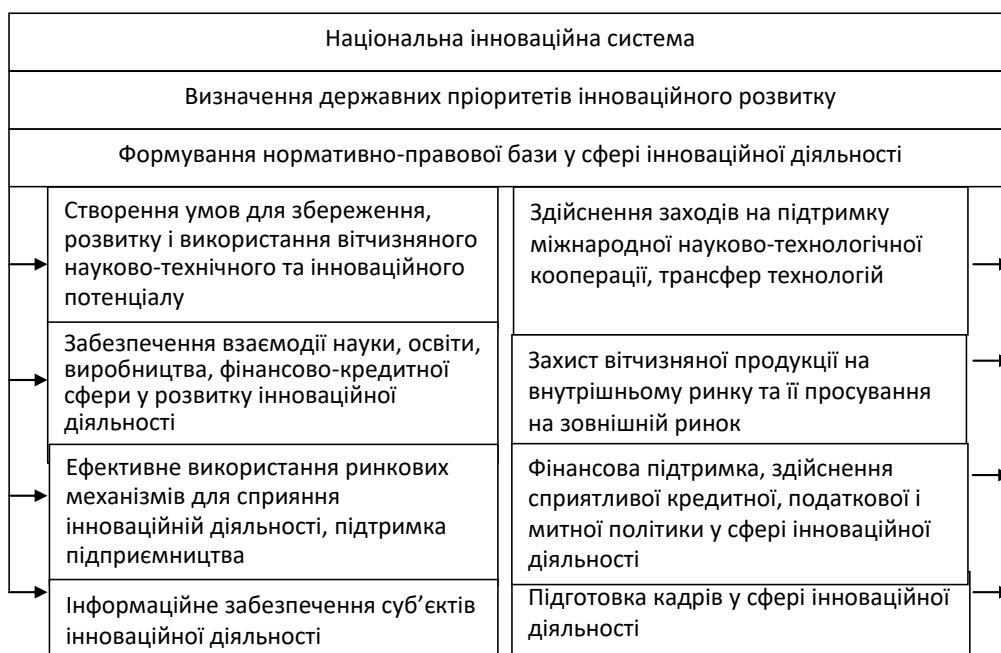 Національна інноваційна система
Визначення державних пріоритетів інноваційного розвитку
Формування нормативно-правової бази у сфері інноваційної діяльності
Створення умов для збереження,
розвитку і використання вітчизняного
науково-технічного та інноваційного
потенціалу
Забезпечення взаємодії науки, освіти,
виробництва, фінансово-кредитної
сфери у розвитку інноваційної
діяльності
Ефективне використання ринкових
механізмів для сприяння
інноваційній діяльності, підтримка
підприємництва
Інформаційне забезпечення суб’єктів
інноваційної діяльності
Здійснення заходів на підтримку
міжнародної науково-технологічної
кооперації, трансфер технологій
Захист вітчизняної продукції на
внутрішньому ринку та її просування
на зовнішній ринок
Фінансова підтримка, здійснення
сприятливої кредитної, податкової і
митної політики у сфері інноваційної
діяльності
Підготовка кадрів у сфері інноваційної
діяльності